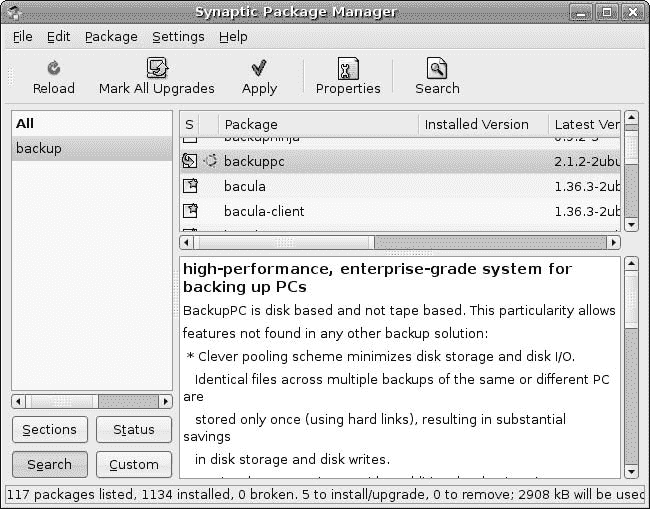 Synaptic Package Manager
File Edit Package Settings Help
Reload Mark All Upgrades Apply Properties Search
All
backup
S Package Installed Version Latest Ver
backupninja
backuppc 2.1.2-2ubu
bacula 1.36.3-2ub
bacula-client 1.36.3-2ub
high-performance, enterprise-grade system for
backing up PCs
BackupPC is disk based and not tape based. This particularity allows
features not found in any other backup solution:
* Clever pooling scheme minimizes disk storage and disk I/O.
Identical files across multiple backups of the same or different PC
are
stored only once (using hard links), resulting in substantial
savings
in disk storage and disk writes.
Sections Status
Search Custom
117 packages listed, 1134 installed, 0 broken. 5 to install/upgrade, 0 to remove; 2908 kB will be used